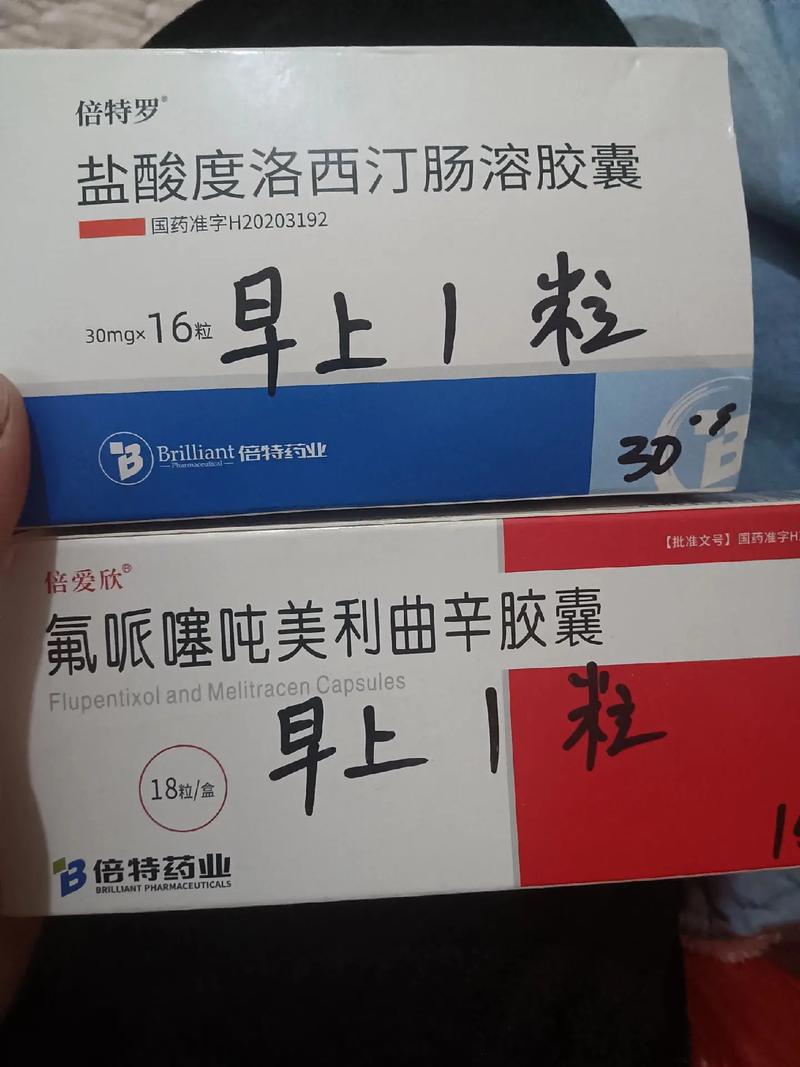 倍特罗®
盐酸度洛西汀肠溶胶囊
国药准字H20203192
30mg×16粒
早上1粒
Brilliant 倍特药业
Pharmaceutical
30
【批准文号】国药准字H
倍爱欣®
氟哌噻吨美利曲辛胶囊
Flupentixol and Melitracen Capsules
早上1粒
18粒/盒
倍特药业
BRILLIANT PHARMACEUTICALS